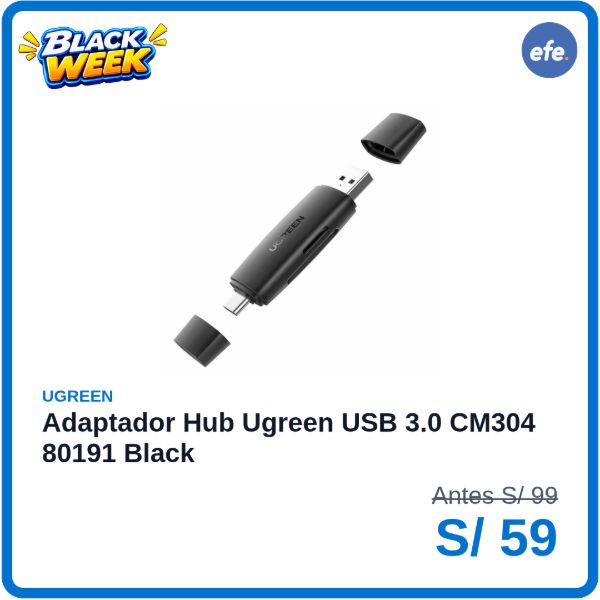 BLACK
WEEK
efe.
UGREEN
UGREEN
Adaptador Hub Ugreen USB 3.0 CM304
80191 Black
Antes S/ 99
S/ 59